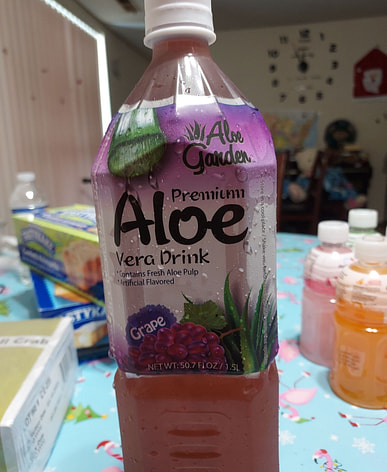 Aloe
Garden
Premium
Aloe
Vera Drink
*Contains Fresh Aloe Pulp
*Artificial Flavored
Grape
NET WT. 50.7 Fl OZ / 1.5L